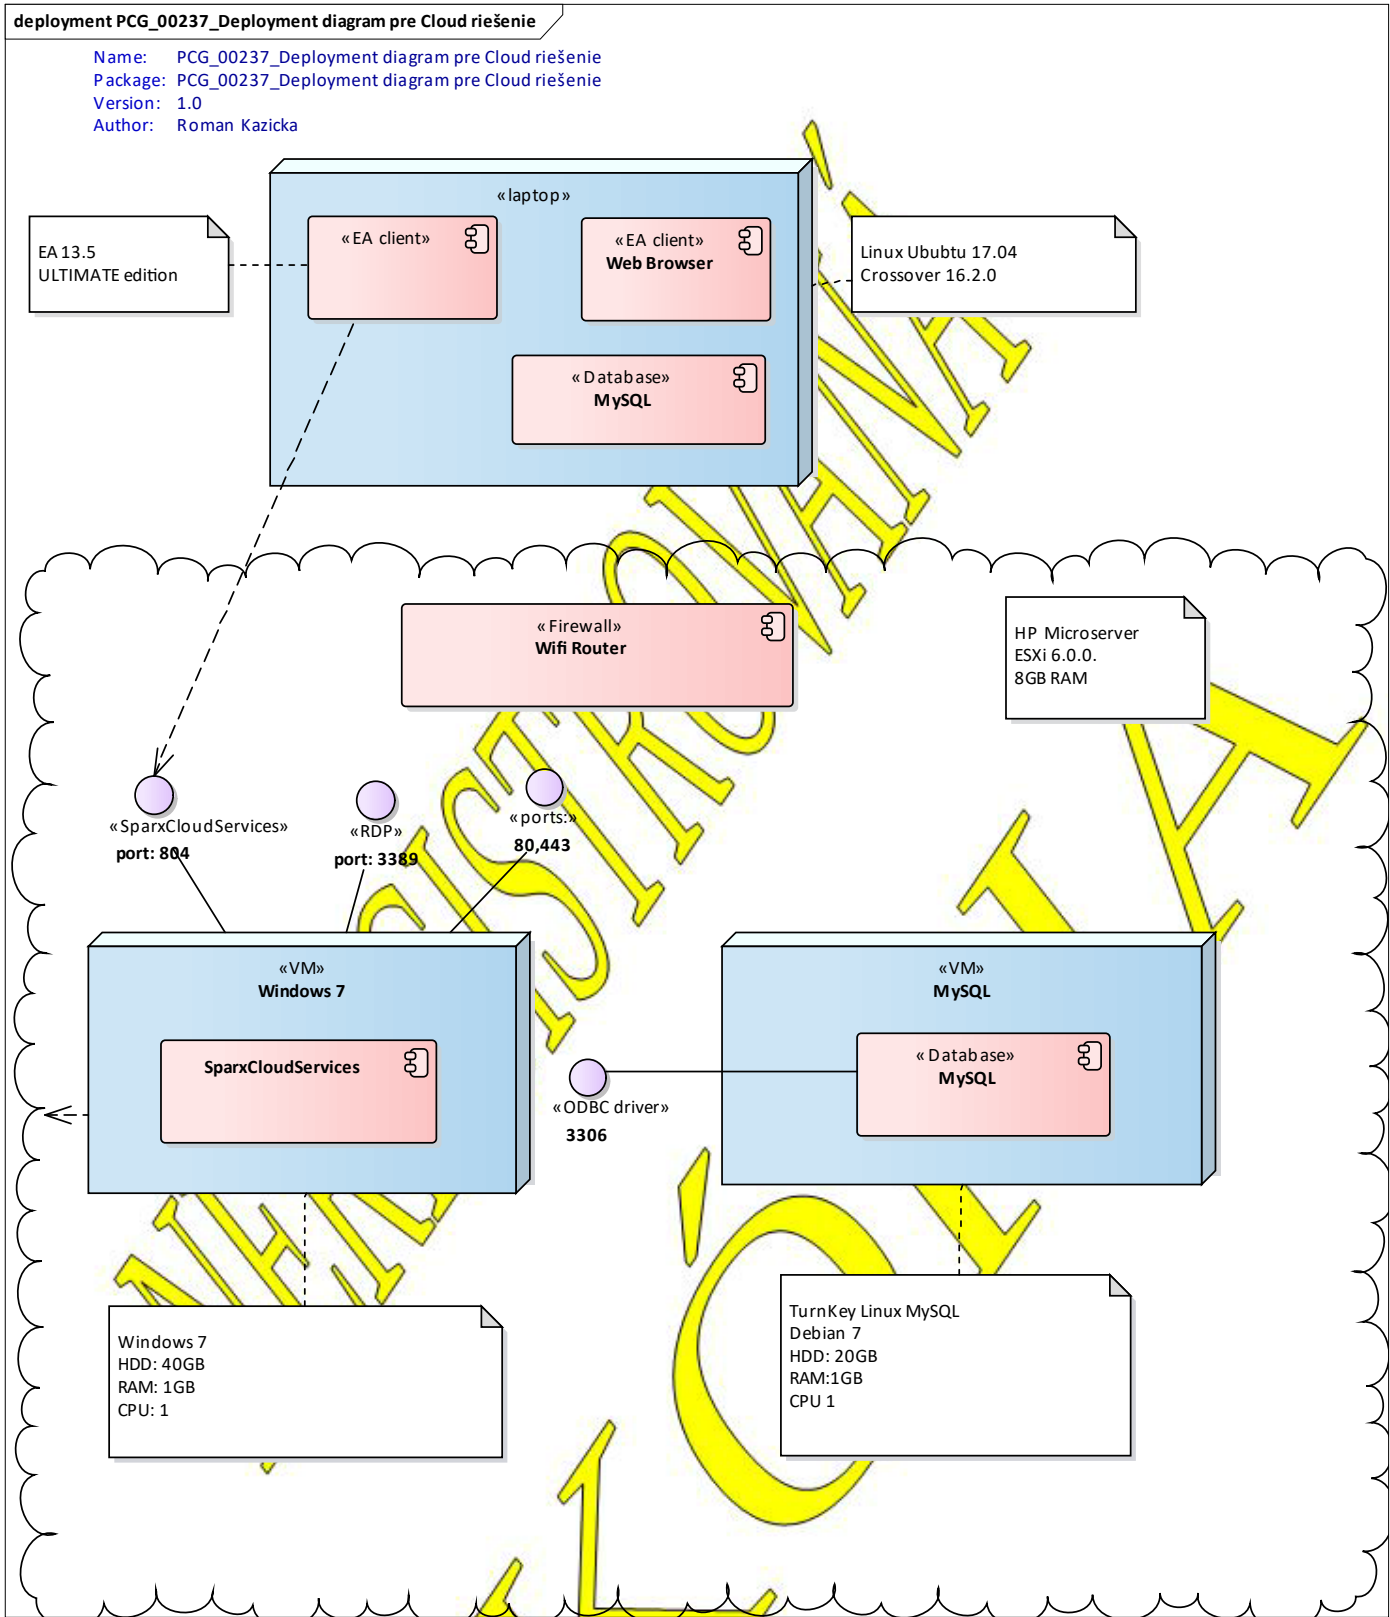 deployment PCG_00237_Deployment diagram pre Cloud riešenie
Name: PCG_00237_Deployment diagram pre Cloud riešenie
Package: PCG_00237_Deployment diagram pre Cloud riešenie
Version: 1.0
Author: Roman Kazicka
«laptop»
EA 13.5
ULTIMATE edition
«EA client»
«EA client»
Web Browser
Linux Ububtu 17.04
Crossover 16.2.0
«Database»
MySQL
«Firewall»
Wifi Router
HP Microserver
ESXi 6.0.0.
8GB RAM
«SparxCloudServices»
port: 804
«RDP»
port: 3389
«ports:»
80,443
«VM»
Windows 7
SparxCloudServices
«VM»
MySQL
«Database»
MySQL
«ODBC driver»
3306
Windows 7
HDD: 40GB
RAM: 1GB
CPU: 1
TurnKey Linux MySQL
Debian 7
HDD: 20GB
RAM:1GB
CPU 1